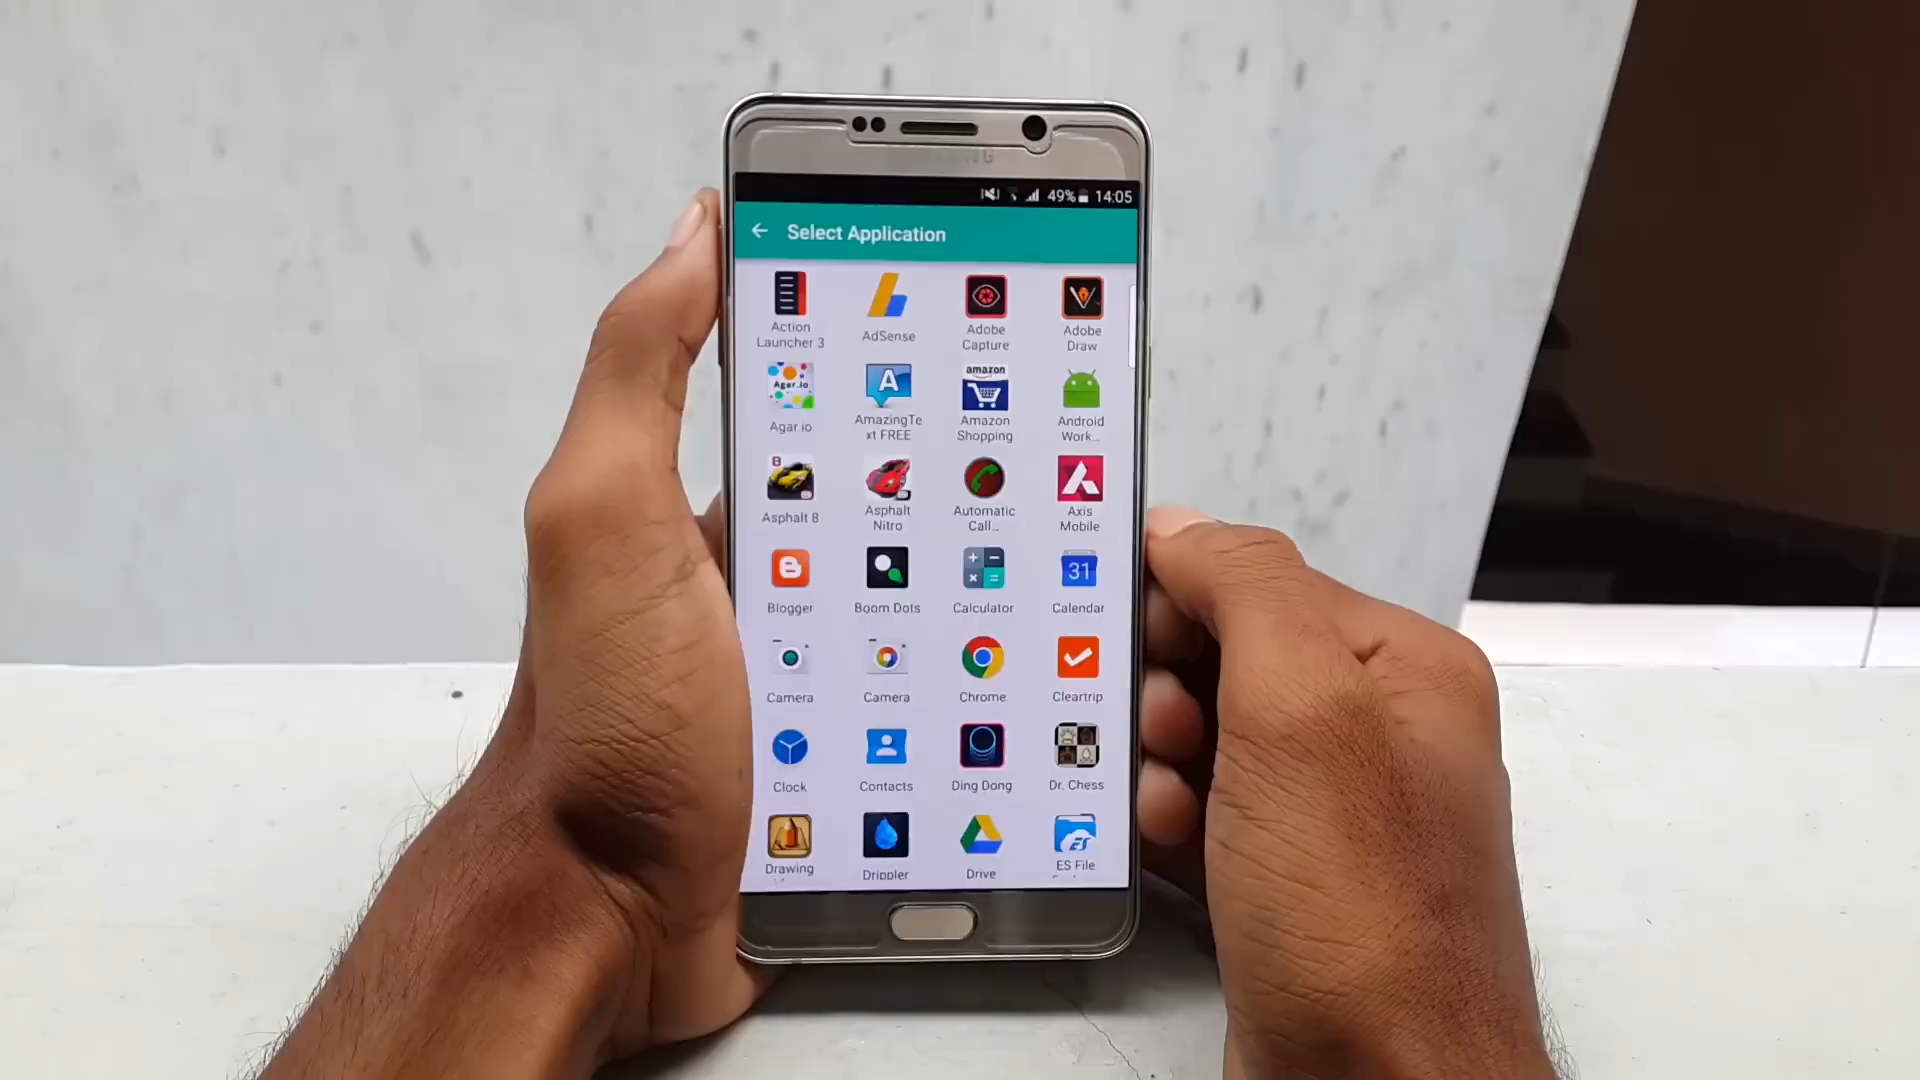 49% 14:05
Select Application
Action
Launcher 3
AdSense
Adobe
Capture
Adobe
Draw
Agar.io
Agar.io
A
AmazingTe
xt FREE
amazon
Amazon
Shopping
Android
Work...
8
Asphalt 8
Asphalt
Nitro
Automatic
Call...
Axis
Mobile
Blogger
Boom Dots
Calculator
31
Calendar
Camera
Camera
Chrome
Cleartrip
Clock
Contacts
Ding Dong
Dr. Chess
Drawing
Drippler
Drive
ES
ES File